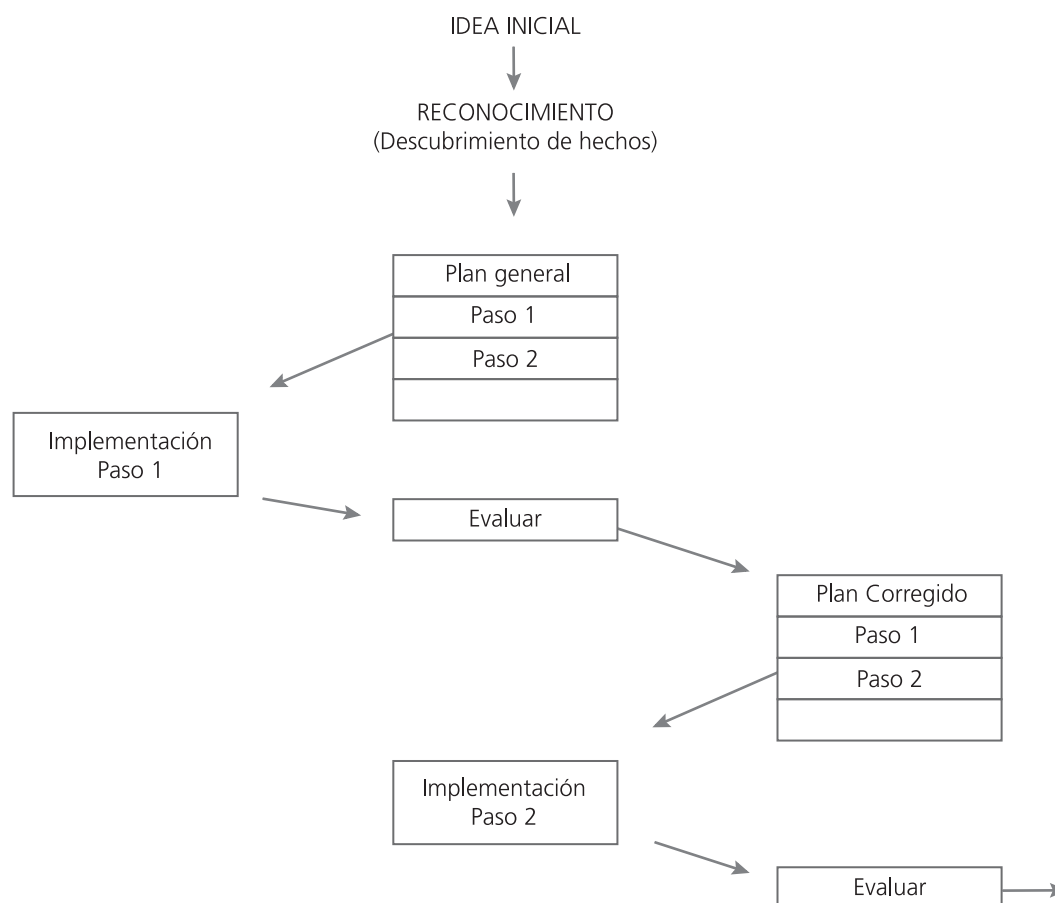 IDEA INICIAL
RECONOCIMIENTO
(Descubrimiento de hechos)
Plan general
Paso 1
Paso 2
Implementación
Paso 1
Evaluar
Plan Corregido
Paso 1
Paso 2
Implementación
Paso 2
Evaluar